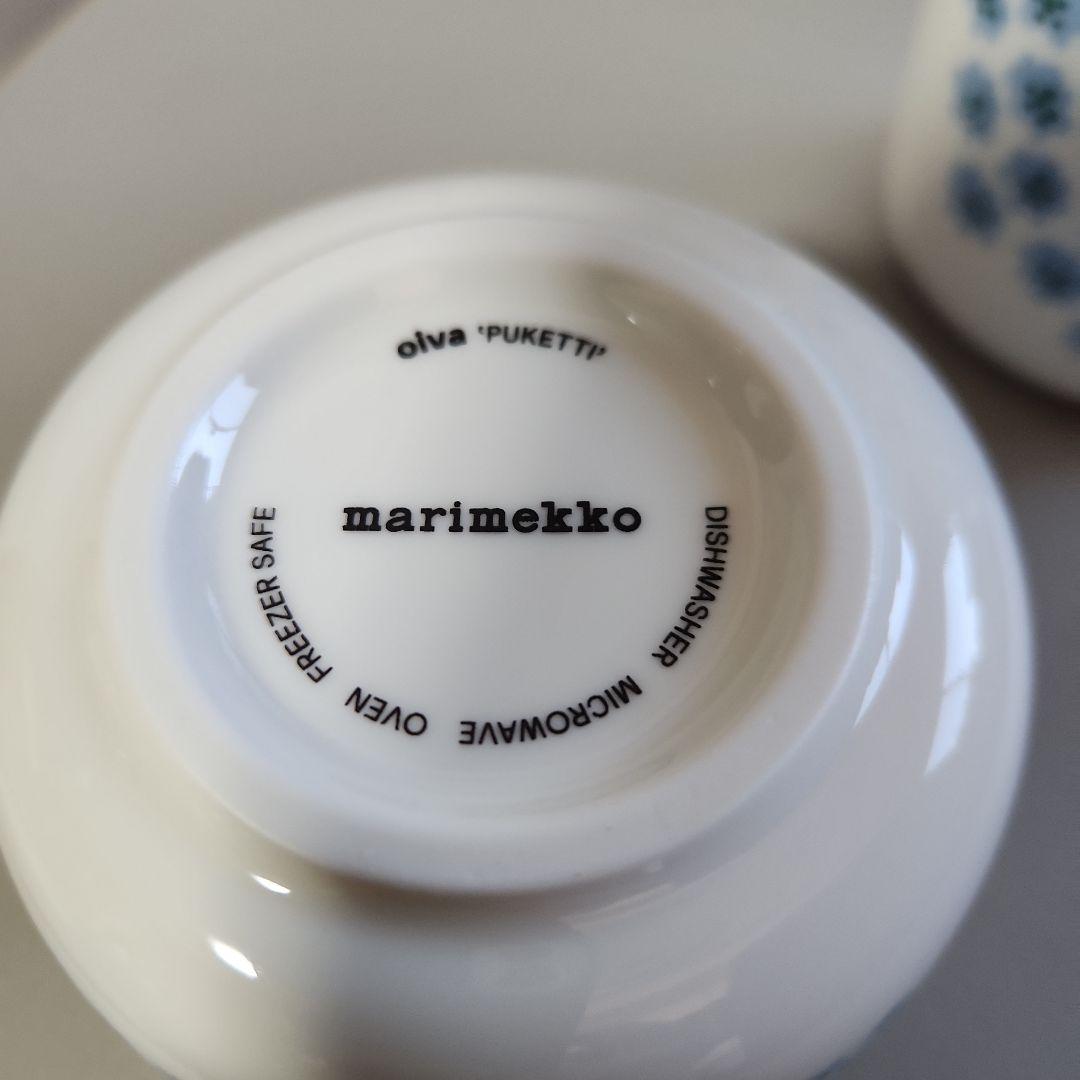 oiva 'PUKETTI'
marimekko
DISHWASHER MICROWAVE OVEN FREEZER SAFE